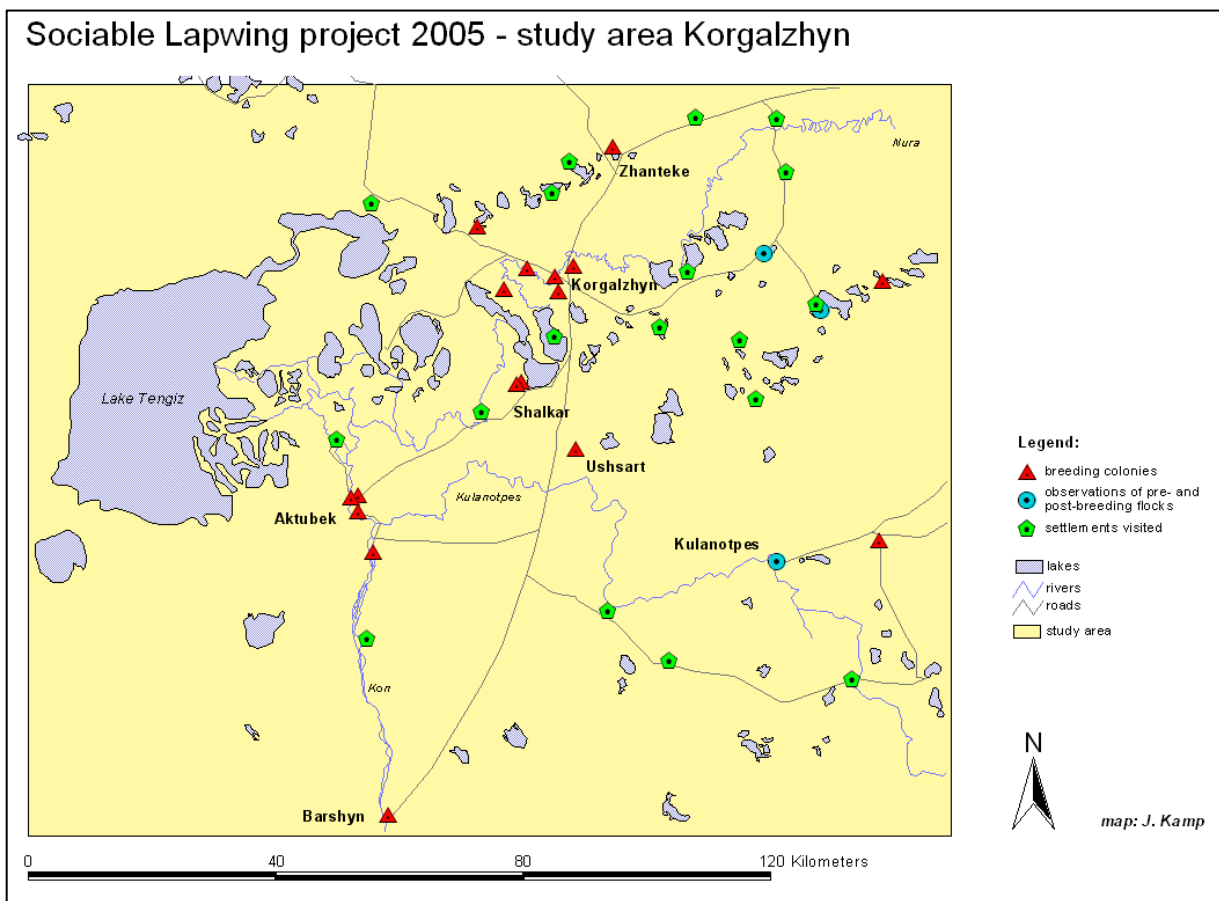 Sociable Lapwing project 2005 - study area Korgalzhyn
Nura
Zhanteke
Korgalzhyn
Lake Tengiz
Shalkar
Ushsart
Kulanotpes
Aktubek
Kulanotpes
Kon
Barshyn
Legend:
breeding colonies
observations of pre- and
post-breeding flocks
settlements visited
lakes
rivers
roads
study area
N
map: J. Kamp
0 40 80 120 Kilometers